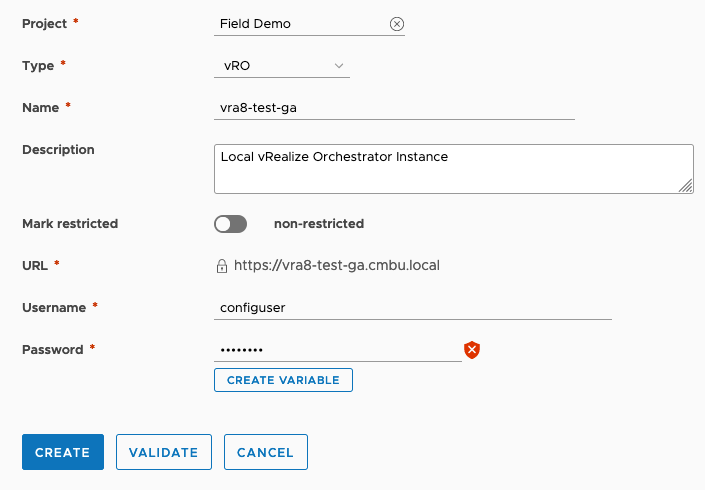 Project * Field Demo
Type * vRO
Name * vra8-test-ga
Description Local vRealize Orchestrator Instance
Mark restricted non-restricted
URL * https://vra8-test-ga.cmbu.local
Username * configuser
Password * ••••••••
CREATE VARIABLE
CREATE VALIDATE CANCEL